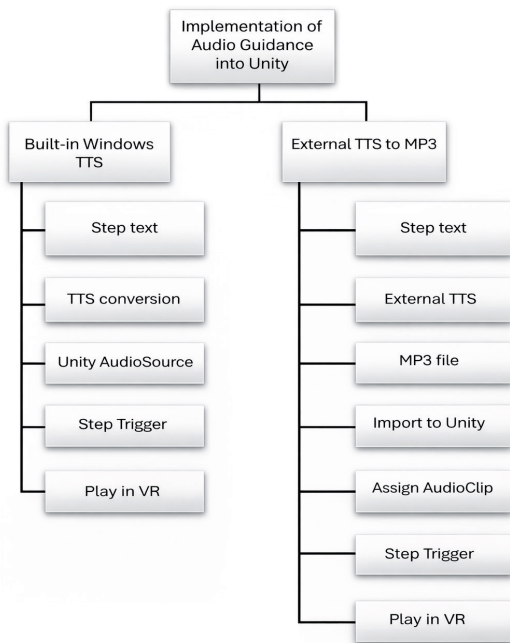 Implementation of
Audio Guidance
into Unity
Built-in Windows
TTS
Step text
TTS conversion
Unity AudioSource
Step Trigger
Play in VR
External TTS to MP3
Step text
External TTS
MP3 file
Import to Unity
Assign AudioClip
Step Trigger
Play in VR